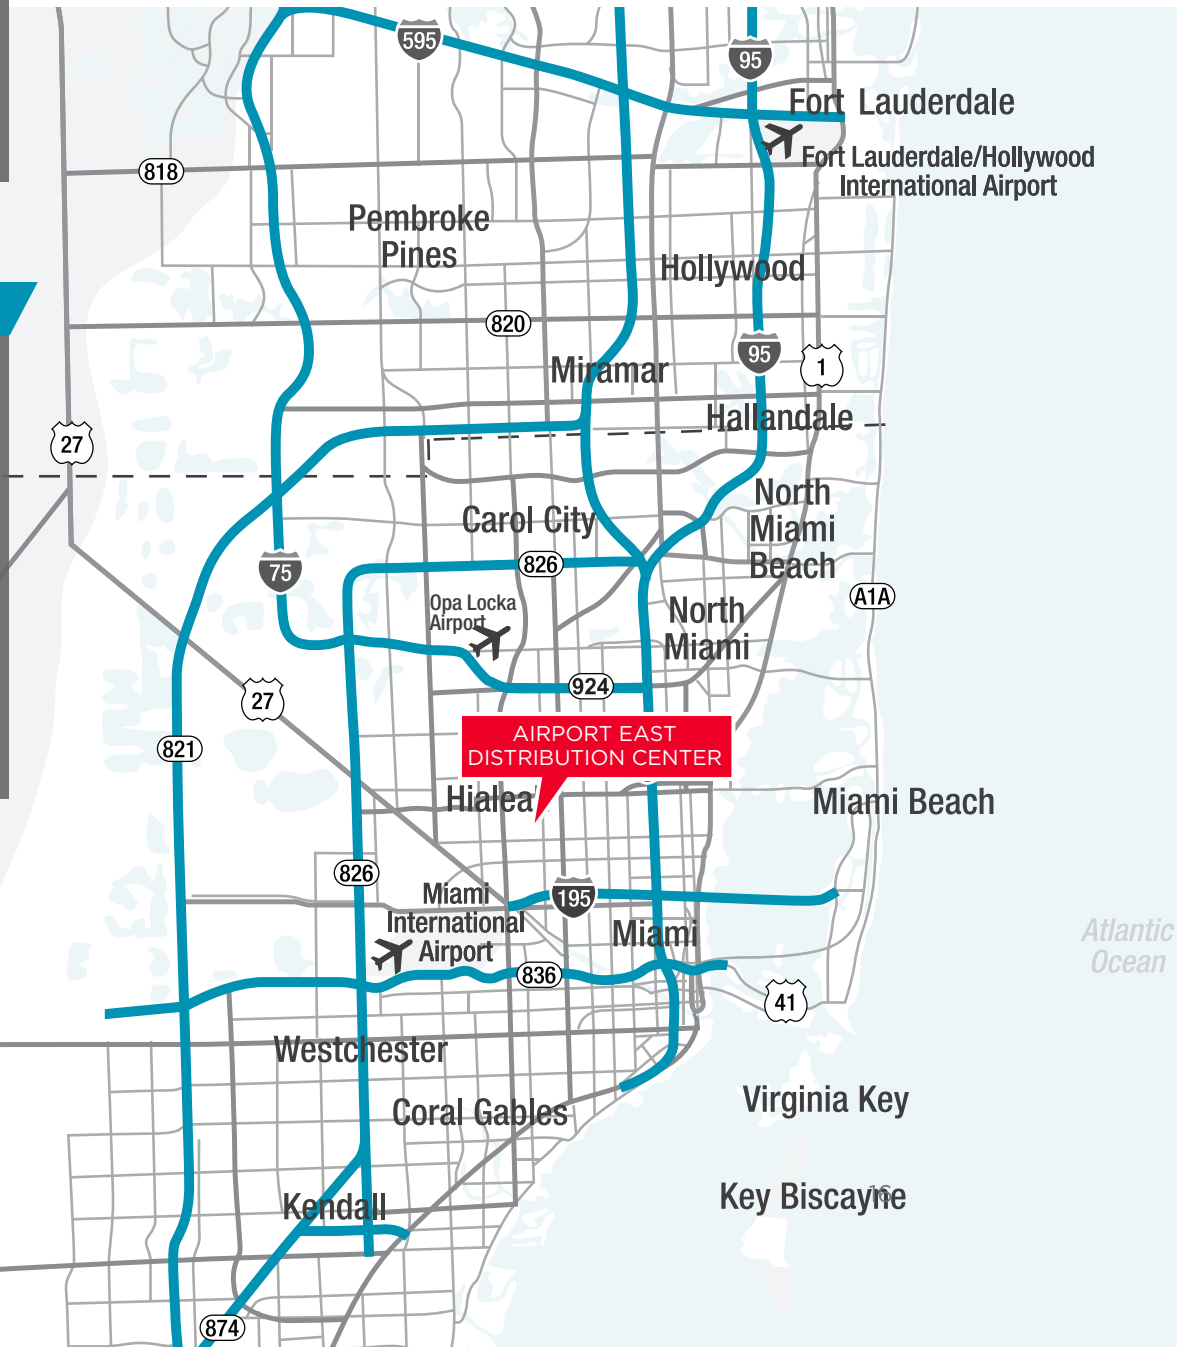 595
95
Fort Lauderdale
Fort Lauderdale/Hollywood
International Airport
818
Pembroke
Pines
Hollywood
820
95
1
Miramar
Hallandale
27
North
Miami
Beach
Carol City
826
75
A1A
Opa Locka
Airport
North
Miami
924
27
821
AIRPORT EAST
DISTRIBUTION CENTER
Hialea
Miami Beach
826
Miami
International
Airport
195
Miami
Atlantic
Ocean
836
41
Westchester
Coral Gables
Virginia Key
Key Biscayne
16
Kendall
874